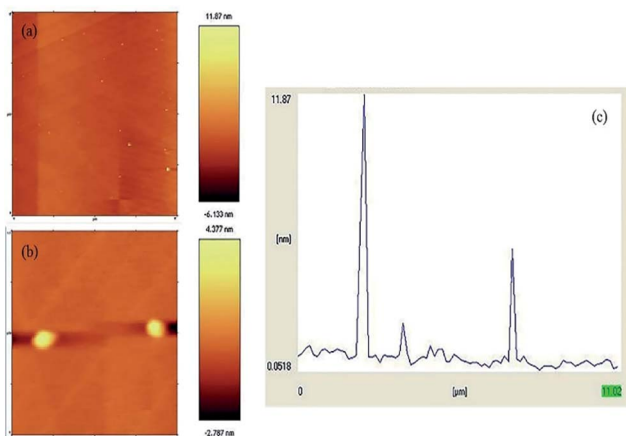 (a)
11.87 nm
-6.133 nm
(b)
4.377 nm
-2.787 nm
(c)
11.87
[nm]
0.0518
0
[µm]
11.02